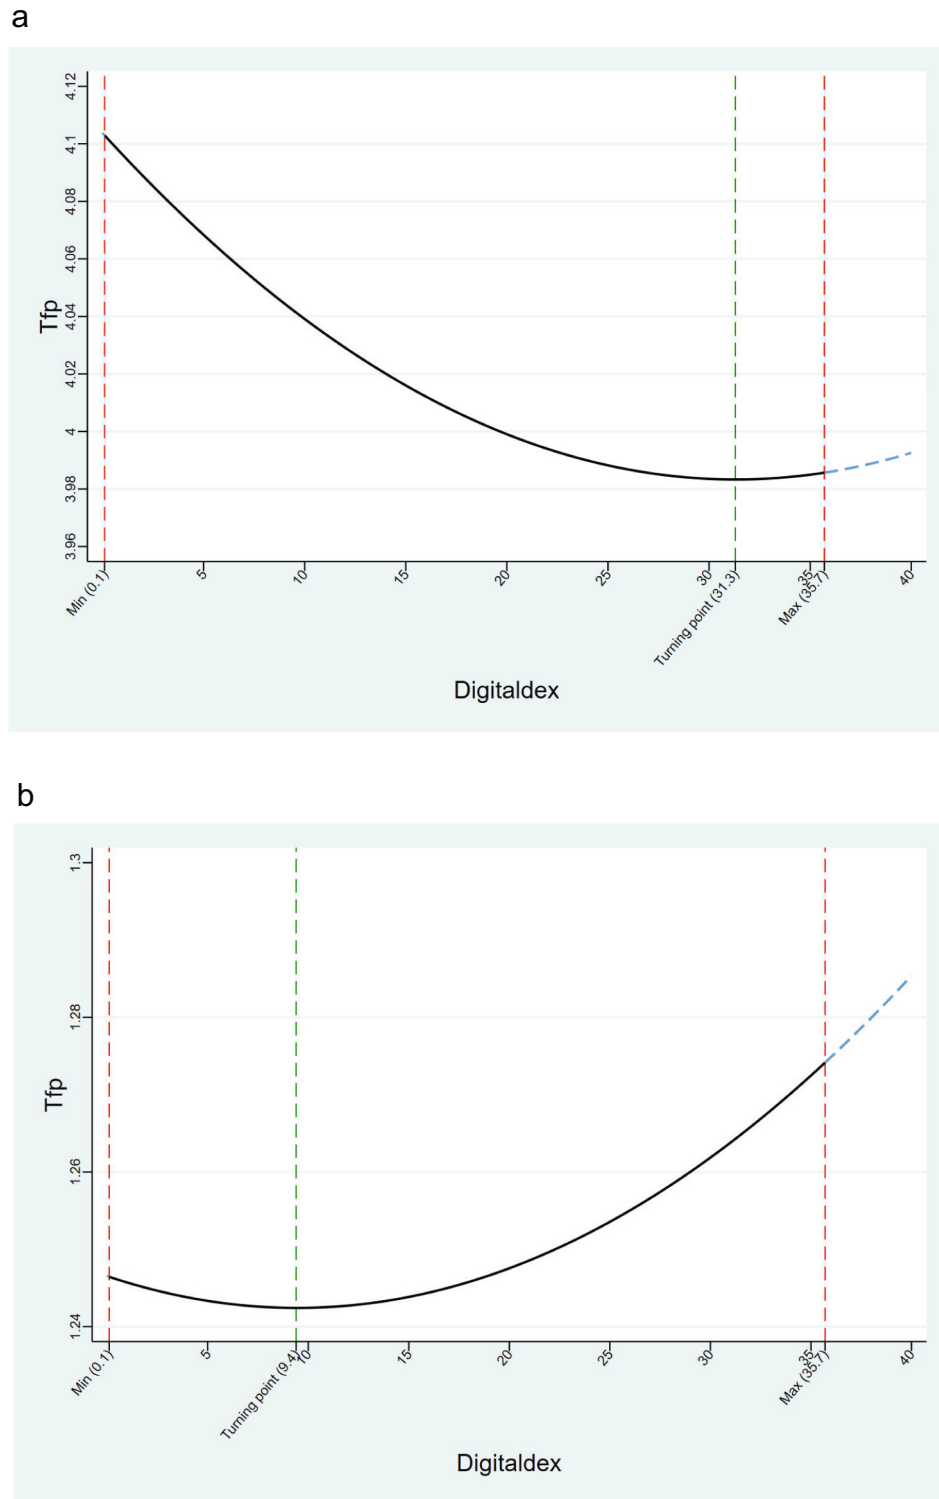 a
4.12
4.1
4.08
4.06
4.04
4.02
4
3.98
3.96
Tfp
Min (0.1)
5
10
15
20
25
30
Turning point (31.3)
35
Max (35.7)
40
Digitaldex
b
1.3
1.28
1.26
1.24
Tfp
Min (0.1)
5
Turning point (9.4)
10
15
20
25
30
35
Max (35.7)
40
Digitaldex